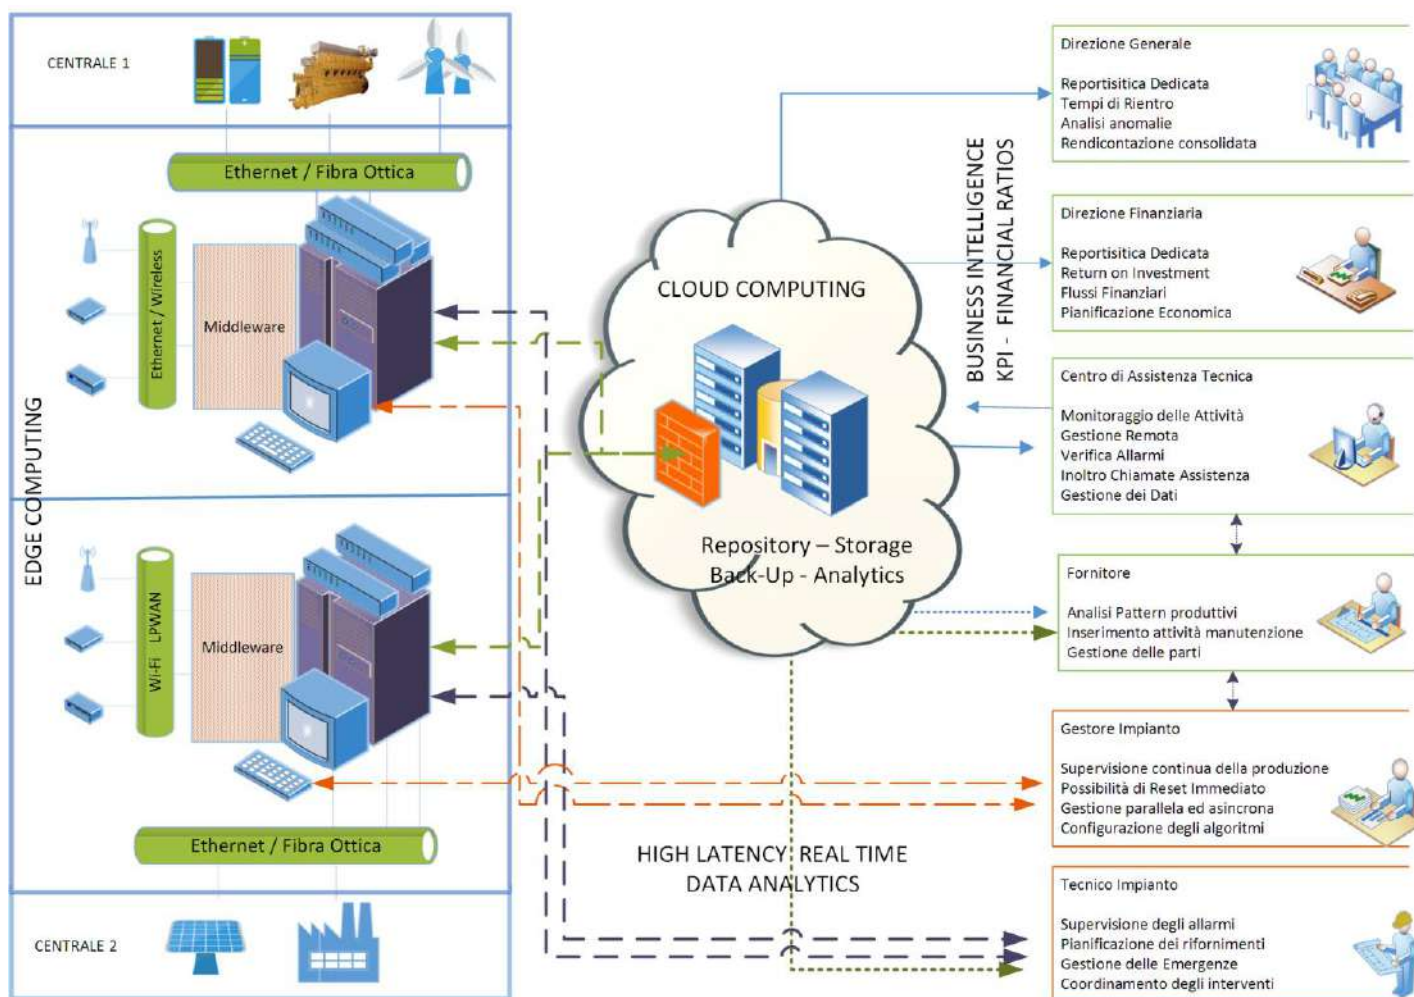 CENTRALE 1
Ethernet / Fibra Ottica
Ethernet / Wireless
Middleware
EDGE COMPUTING
Wi-Fi LPWAN
Middleware
Ethernet / Fibra Ottica
CENTRALE 2
CLOUD COMPUTING
Repository – Storage
Back-Up - Analytics
BUSINESS INTELLIGENCE
KPI - FINANCIAL RATIOS
HIGH LATENCY REAL TIME
DATA ANALYTICS
Direzione Generale
Reportisitica Dedicata
Tempi di Rientro
Analisi anomalie
Rendicontazione consolidata
Direzione Finanziaria
Reportisitica Dedicata
Return on Investment
Flussi Finanziari
Pianificazione Economica
Centro di Assistenza Tecnica
Monitoraggio delle Attività
Gestione Remota
Verifica Allarmi
Inoltro Chiamate Assistenza
Gestione dei Dati
Fornitore
Analisi Pattern produttivi
Inserimento attività manutenzione
Gestione delle parti
Gestore Impianto
Supervisione continua della produzione
Possibilità di Reset Immediato
Gestione parallela ed asincrona
Configurazione degli algoritmi
Tecnico Impianto
Supervisione degli allarmi
Pianificazione dei rifornimenti
Gestione delle Emergenze
Coordinamento degli interventi